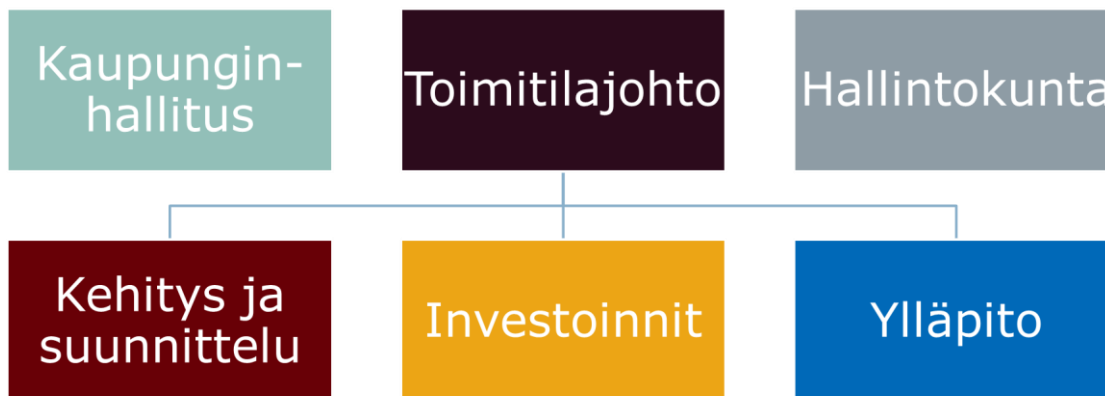 Kaupungin-
hallitus
Toimitilajohto
Hallintokunta
Kehitys ja
suunnittelu
Investoinnit
Ylläpito